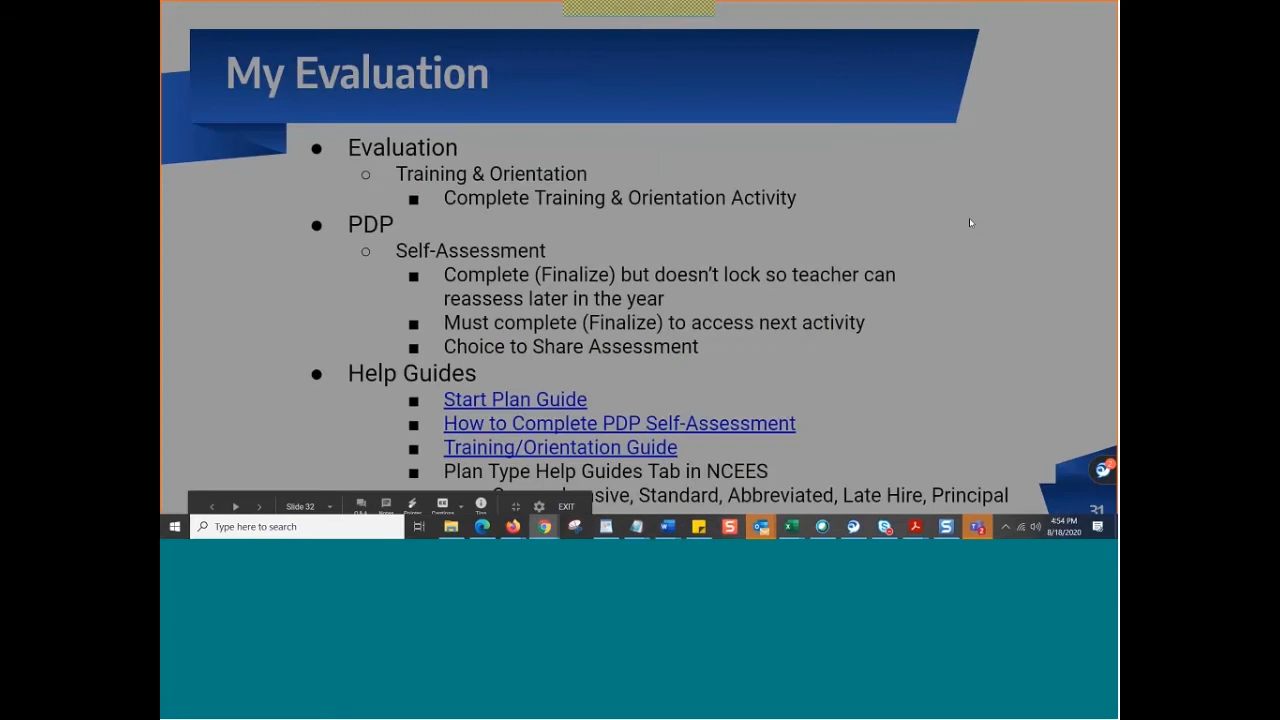 My Evaluation
● Evaluation
○ Training & Orientation
■ Complete Training & Orientation Activity
● PDP
○ Self-Assessment
■ Complete (Finalize) but doesn't lock so teacher can
reassess later in the year
■ Must complete (Finalize) to access next activity
■ Choice to Share Assessment
● Help Guides
■ Start Plan Guide
■ How to Complete PDP Self-Assessment
■ Training/Orientation Guide
■ Plan Type Help Guides Tab in NCEES
Standard, Abbreviated, Late Hire, Principal
31
Slide 32
EXIT
Type here to search
4:54 PM
8/18/2020